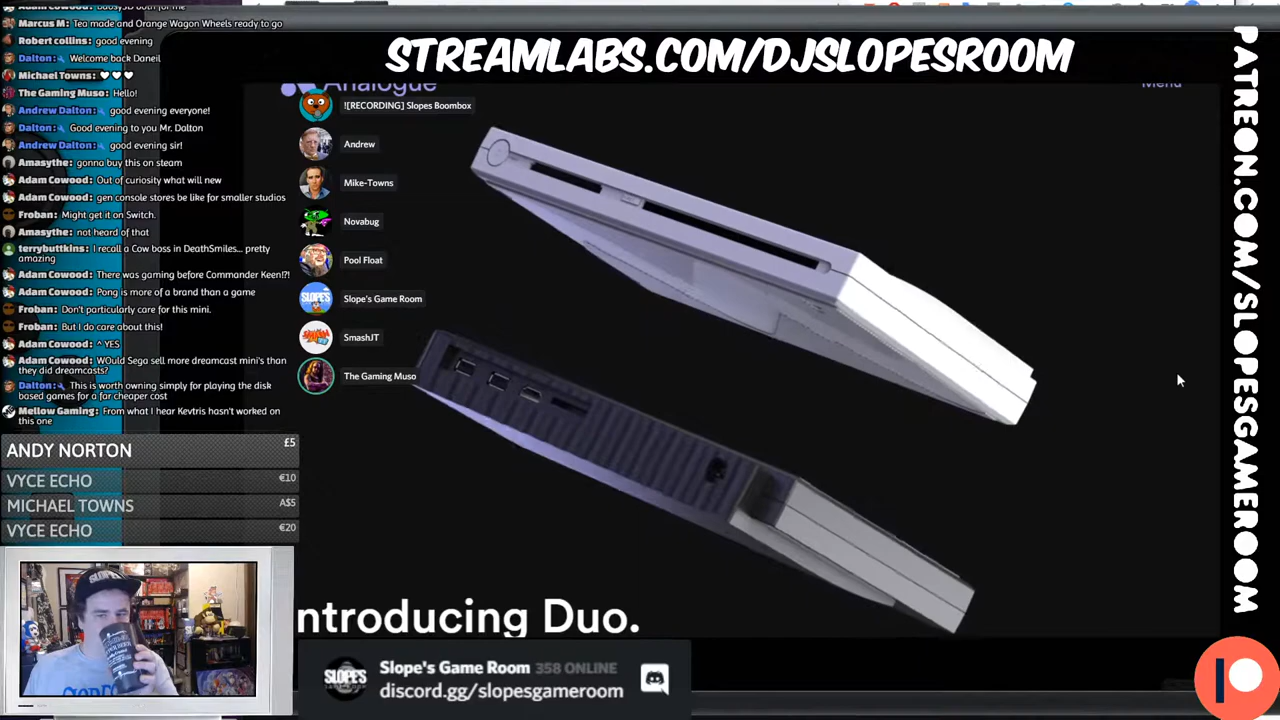 Marcus M: Tea made and Orange Wagon Wheels ready to go
Robert collins: good evening
Dalton: Welcome back Daneil
Michael Towns: ♥ ♥ ♥
The Gaming Muso: Hello!
Andrew Dalton: good evening everyone!
Dalton: Good evening to you Mr. Dalton
Andrew Dalton: good evening sir!
Amasythe: gonna buy this on steam
Adam Cowood: Out of curiosity what will new
Adam Cowood: gen console stores be like for smaller studios
Froban: Might get it on Switch.
Amasythe: not heard of that
terrybuttkins: I recall a Cow boss in DeathSmiles... pretty
amazing
Adam Cowood: There was gaming before Commander Keen!?!
Adam Cowood: Pong is more of a brand than a game
Froban: Don't particularly care for this mini.
Froban: But I do care about this!
Adam Cowood: ^ YES
Adam Cowood: WOuld Sega sell more dreamcast mini's than
they did dreamcasts?
Dalton: This is worth owning simply for playing the disk
based games for a far cheaper cost
Mellow Gaming: From what I hear Kevtris hasn't worked on
this one
ANDY NORTON £5
VYCE ECHO €10
MICHAEL TOWNS A$5
VYCE ECHO €20
STREAMLABS.COM/DJSLOPESROOM
Analogue
Menu
![RECORDING] Slopes Boombox
Andrew
Mike-Towns
Novabug
Pool Float
Slope's Game Room
SmashJT
The Gaming Muso
ntroducing Duo.
SLOPES
Slope's Game Room 358 ONLINE
discord.gg/slopesgameroom
PATREON.COM/SLOPESGAMEROOM